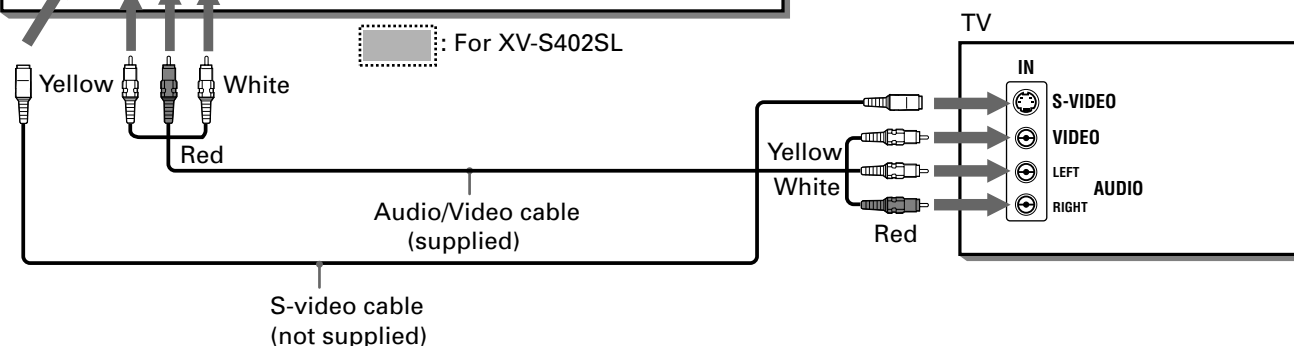 : For XV-S402SL
TV
IN
Yellow
White
S-VIDEO
VIDEO
Red
Yellow
LEFT
White
AUDIO
RIGHT
Audio/Video cable
(supplied)
Red
S-video cable
(not supplied)